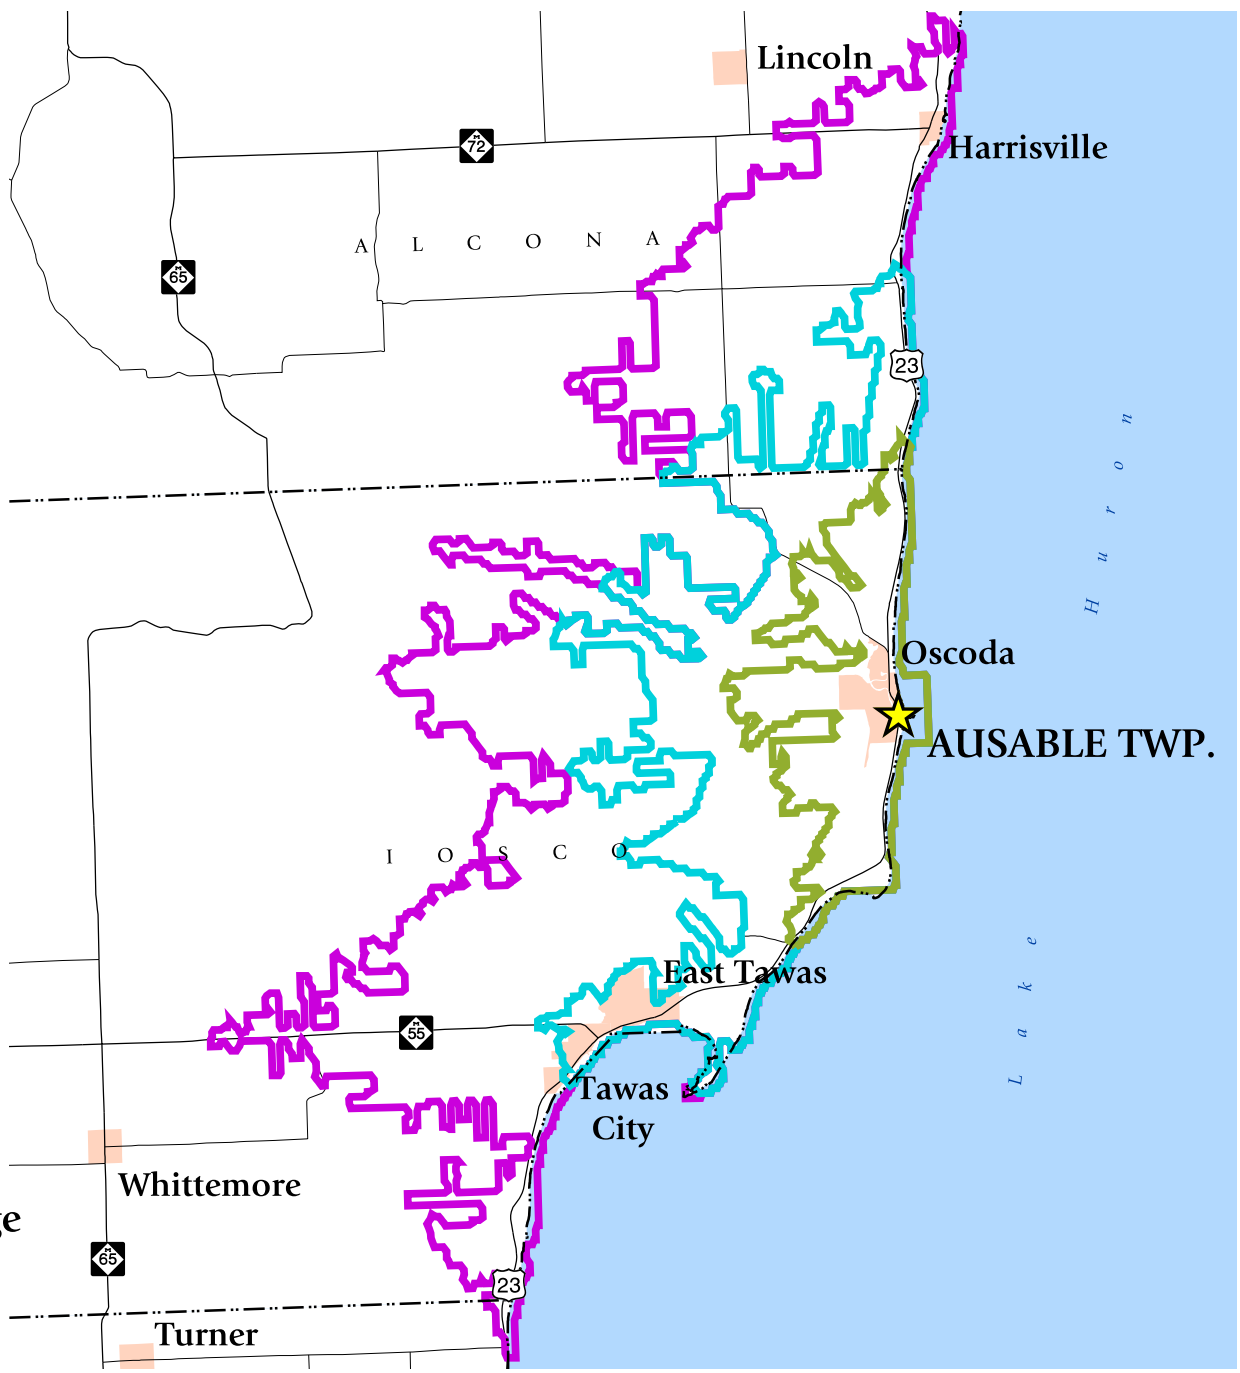 Lincoln
M
72
Harrisville
A L C O N A
M
65
23
H u r o n
Oscoda
AUSABLE TWP.
I O S C O
L a k e
East Tawas
M
55
Tawas
City
Whittemore
M
65
23
Turner